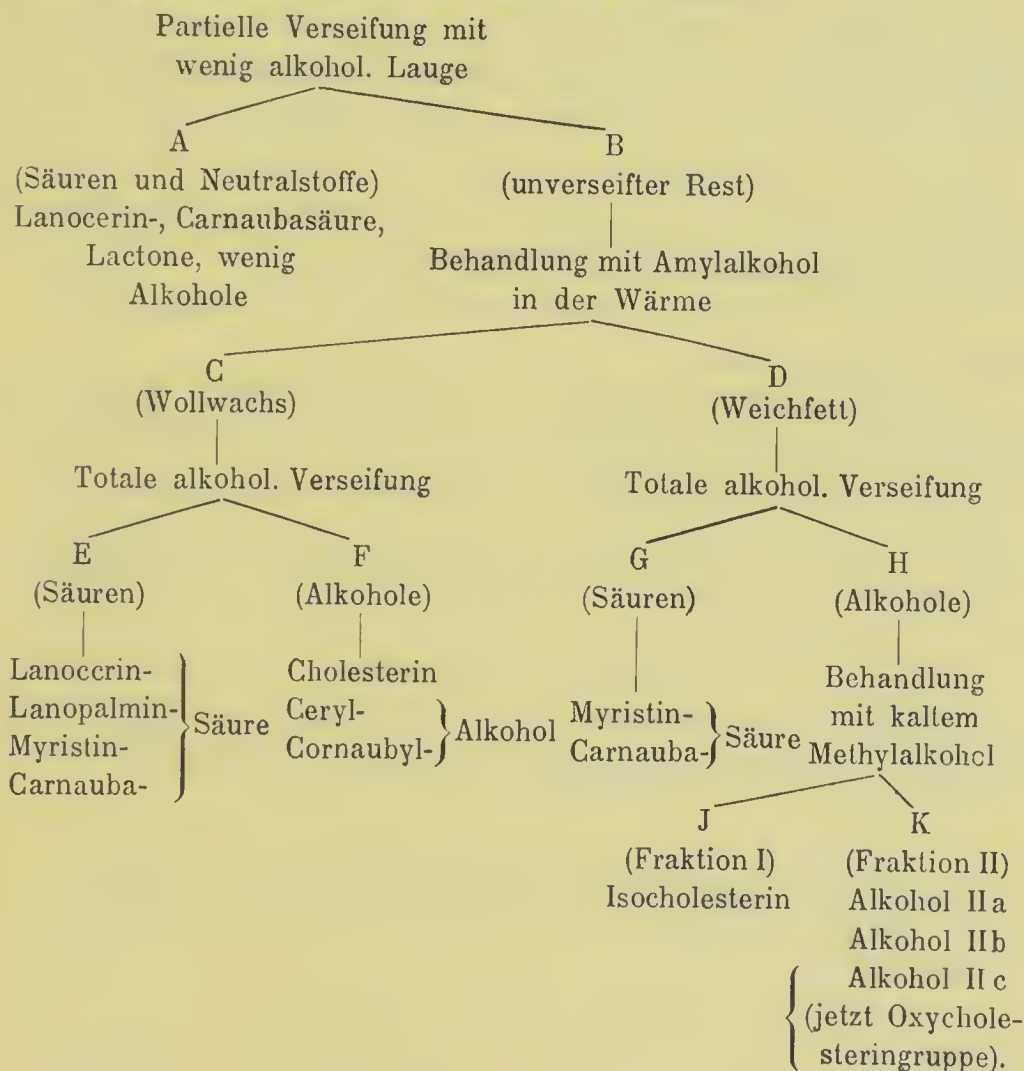 Partielle Verseifung mit
wenig alkohol. Lauge
A
(Säuren und Neutralstoffe)
Lanocerin-, Carnaubasäure,
Lactone, wenig
Alkohole
B
(unverseifter Rest)
Behandlung mit Amylalkohol
in der Wärme
C
(Wollwachs)
Totale alkohol. Verseifung
D
(Weichfett)
Totale alkohol. Verseifung
E
(Säuren)
Lanocerin-
Lanopalmin-
Myristin-
Carnauba-
Säure
F
(Alkohole)
Cholesterin
Ceryl-
Cornaubyl-
Alkohol
G
(Säuren)
Myristin-
Carnauba-
Säure
H
(Alkohole)
Behandlung
mit kaltem
Methylalkohol
J
(Fraktion I)
Isocholesterin
K
(Fraktion II)
Alkohol IIa
Alkohol IIb
Alkohol IIc
(jetzt Oxychole-
steringruppe).